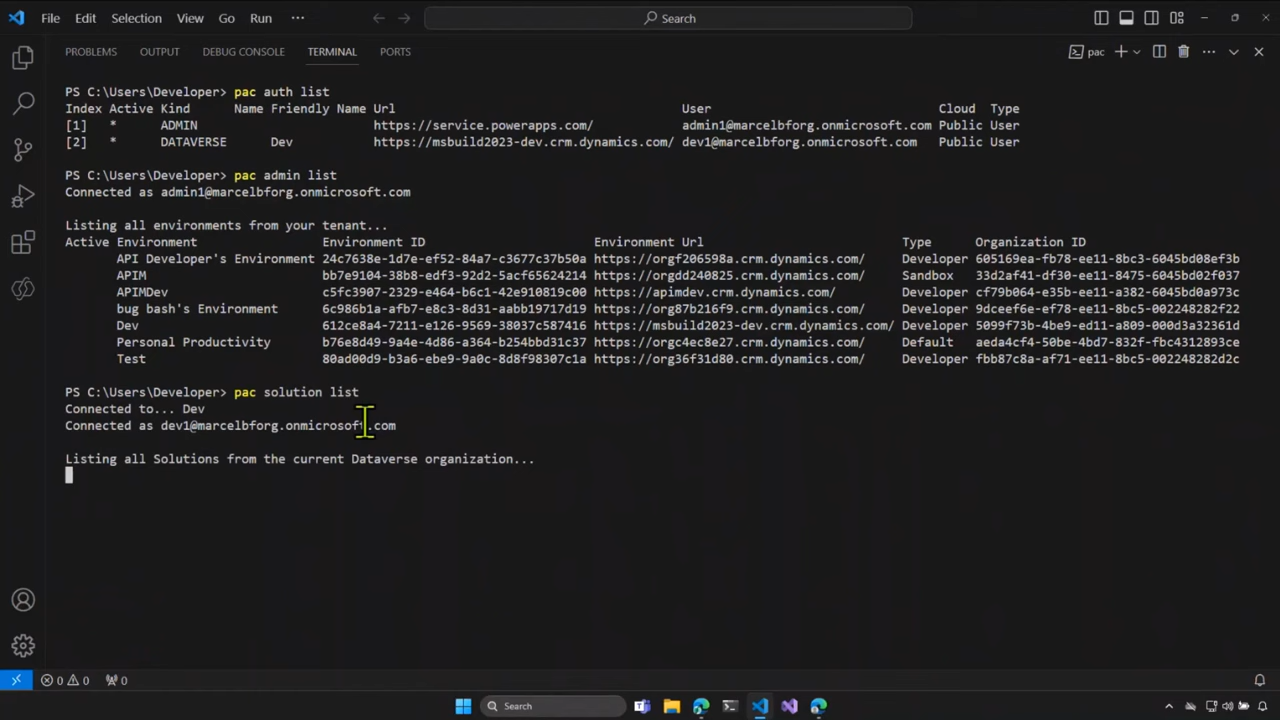 File Edit Selection View Go Run ··· Search
PROBLEMS OUTPUT DEBUG CONSOLE TERMINAL PORTS pac
PS C:\Users\Developer> pac auth list
Index Active Kind Name Friendly Name Url User Cloud Type
[1] * ADMIN https://service.powerapps.com/ admin1@marcelbforg.onmicrosoft.com Public User
[2] * DATAVERSE Dev https://msbuild2023-dev.crm.dynamics.com/ dev1@marcelbforg.onmicrosoft.com Public User
PS C:\Users\Developer> pac admin list
Connected as admin1@marcelbforg.onmicrosoft.com
Listing all environments from your tenant...
Active Environment Environment ID Environment Url Type Organization ID
API Developer's Environment 24c7638e-1d7e-ef52-84a7-c3677c37b50a https://orgf206598a.crm.dynamics.com/ Developer 605169ea-fb78-ee11-8bc3-6045bd08ef3b
APIM bb7e9104-38b8-edf3-92d2-5acf65624214 https://orgdd240825.crm.dynamics.com/ Sandbox 33d2af41-df30-ee11-8475-6045bd02f037
APIMDev c5fc3907-2329-e464-b6c1-42e910819c00 https://apimdev.crm.dynamics.com/ Developer cf79b064-e35b-ee11-a382-6045bd0a973c
bug bash's Environment 6c986b1a-afb7-e8c3-8d31-aabb19717d19 https://org87b216f9.crm.dynamics.com/ Developer 9dceef6e-ef78-ee11-8bc5-002248282f22
Dev 612ce8a4-7211-e126-9569-38037c587416 https://msbuild2023-dev.crm.dynamics.com/ Developer 5099f73b-4be9-ed11-a809-000d3a32361d
Personal Productivity b76e8d49-9a4e-4d86-a364-b254bbd31c37 https://orgc4ec8e27.crm.dynamics.com/ Default aeda4cf4-50be-4bd7-832f-fbc4312893ce
Test 80ad00d9-b3a6-ebe9-9a0c-8d8f98307c1a https://org36f31d80.crm.dynamics.com/ Developer fbb87c8a-af71-ee11-8bc5-002248282d2c
PS C:\Users\Developer> pac solution list
Connected to... Dev
Connected as dev1@marcelbforg.onmicrosoft.com
Listing all Solutions from the current Dataverse organization...
0 0 0
Search